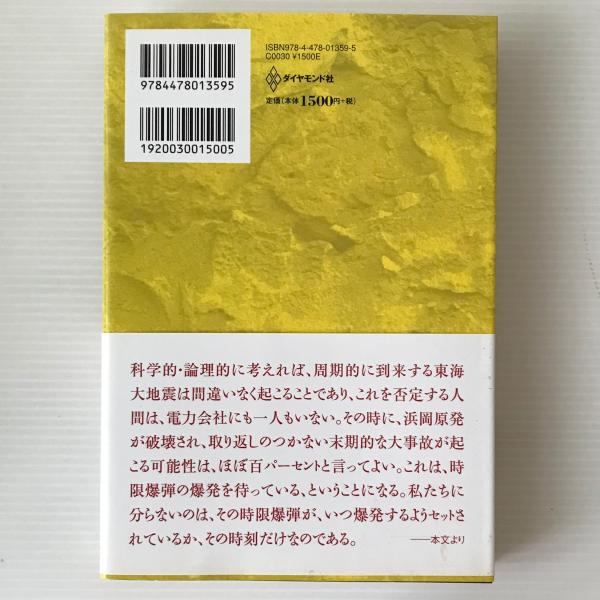 ISBN978-4-478-01359-5
C0030 ¥1500E
ダイヤモンド社
定価(本体1500円+税)
9784478013595
1920030015005
科学的・論理的に考えれば、周期的に到来する東海
大地震は間違いなく起こることであり、これを否定する人
間は、電力会社にも一人もいない。その時に、浜岡原発
が破壊され、取り返しのつかない末期的な大事故が起
こる可能性は、ほぼ百パーセントと言ってよい。これは、時
限爆弾の爆発を待っている、ということになる。私たちに
分らないのは、その時限爆弾が、いつ爆発するようセットさ
れているか、その時刻だけなのである。 ──本文より